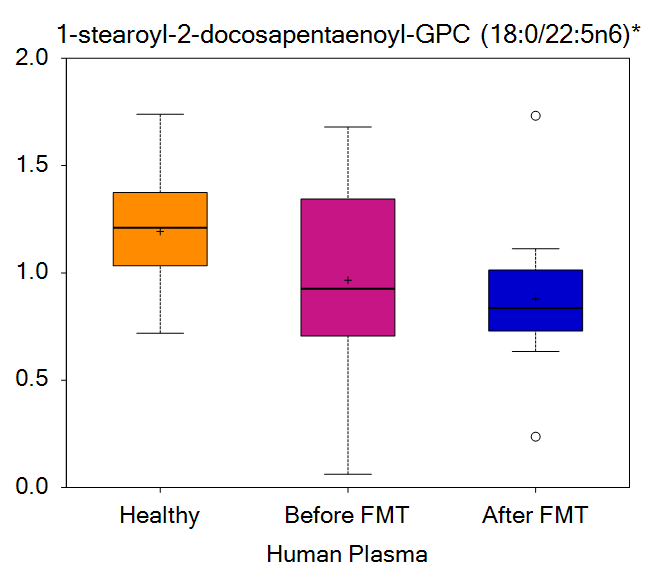 1-stearoyl-2-docosapentaenoyl-GPC (18:0/22:5n6)*
2.0
1.5
1.0
0.5
0.0
Healthy Before FMT After FMT
Human Plasma